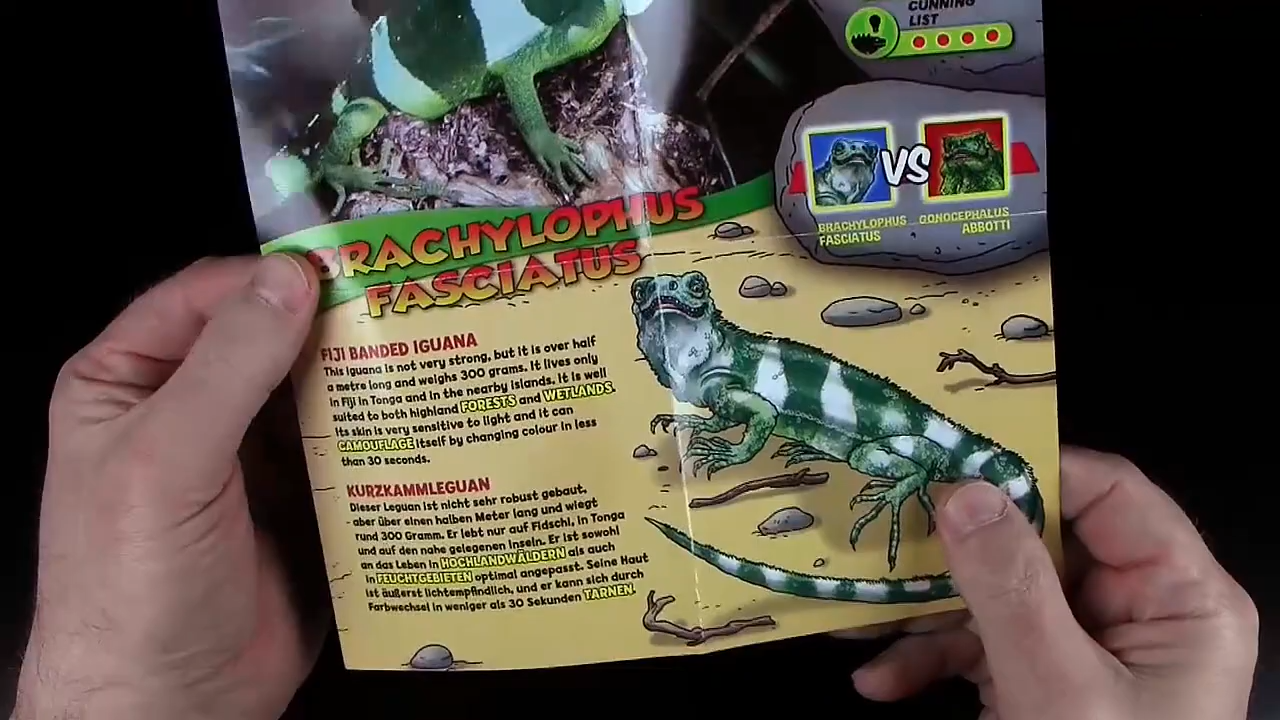 CUNNING
LIST
VS
BRACHYLOPHUS
FASCIATUS
GONOCEPHALUS
ABBOTTI
BRACHYLOPHUS
FASCIATUS
FIJI BANDED IGUANA
This iguana is not very strong, but it is over half
a metre long and weighs 300 grams. It lives only
in Fiji in Tonga and in the nearby islands. It is well
suited to both highland FORESTS and WETLANDS.
Its skin is very sensitive to light and it can
CAMOUFLAGE itself by changing colour in less
than 30 seconds.
KURZKAMMLEGUAN
Dieser Leguan ist nicht sehr robust gebaut,
aber über einen halben Meter lang und wiegt
rund 300 Gramm. Er lebt nur auf Fidschi, in Tonga
und auf den nahe gelegenen Inseln. Er ist sowohl
an das Leben in HOCHLANDWÄLDERN als auch
in FEUCHTGEBIETEN optimal angepasst. Seine Haut
ist äußerst lichtempfindlich, und er kann sich durch
Farbwechsel in weniger als 30 Sekunden TARNEN.